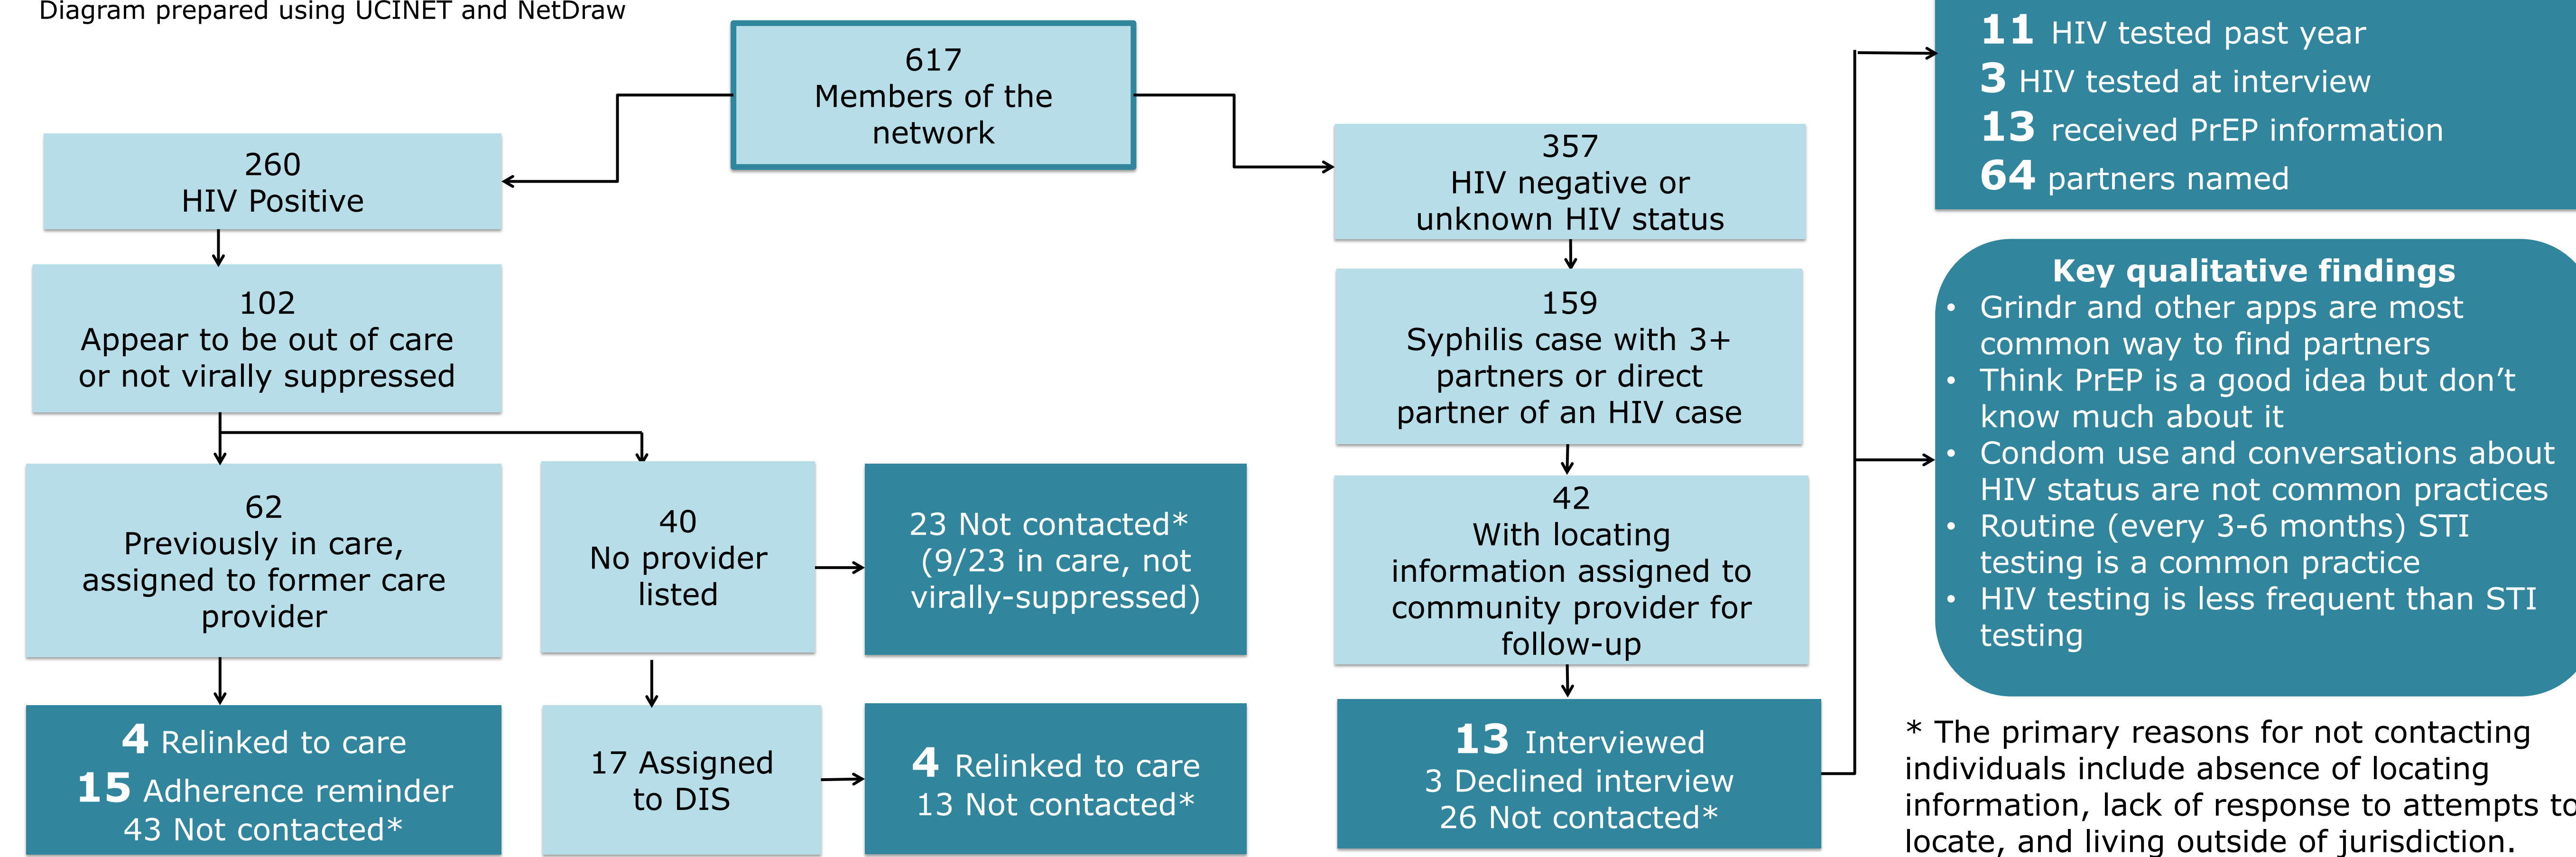 Diagram prepared using UCINET and NetDraw
617
Members of the
network
260
HIV Positive
102
Appear to be out of care
or not virally suppressed
62
Previously in care,
assigned to former care
provider
4 Relinked to care
15 Adherence reminder
43 Not contacted*
40
No provider
listed
23 Not contacted*
(9/23 in care, not
virally-suppressed)
17 Assigned
to DIS
4 Relinked to care
13 Not contacted*
357
HIV negative or
unknown HIV status
159
Syphilis case with 3+
partners or direct
partner of an HIV case
42
With locating
information assigned to
community provider for
follow-up
13 Interviewed
3 Declined interview
26 Not contacted*
11 HIV tested past year
3 HIV tested at interview
13 received PrEP information
64 partners named
Key qualitative findings
• Grindr and other apps are most
common way to find partners
• Think PrEP is a good idea but don’t
know much about it
• Condom use and conversations about
HIV status are not common practices
• Routine (every 3-6 months) STI
testing is a common practice
• HIV testing is less frequent than STI
testing
* The primary reasons for not contacting
individuals include absence of locating
information, lack of response to attempts to
locate, and living outside of jurisdiction.